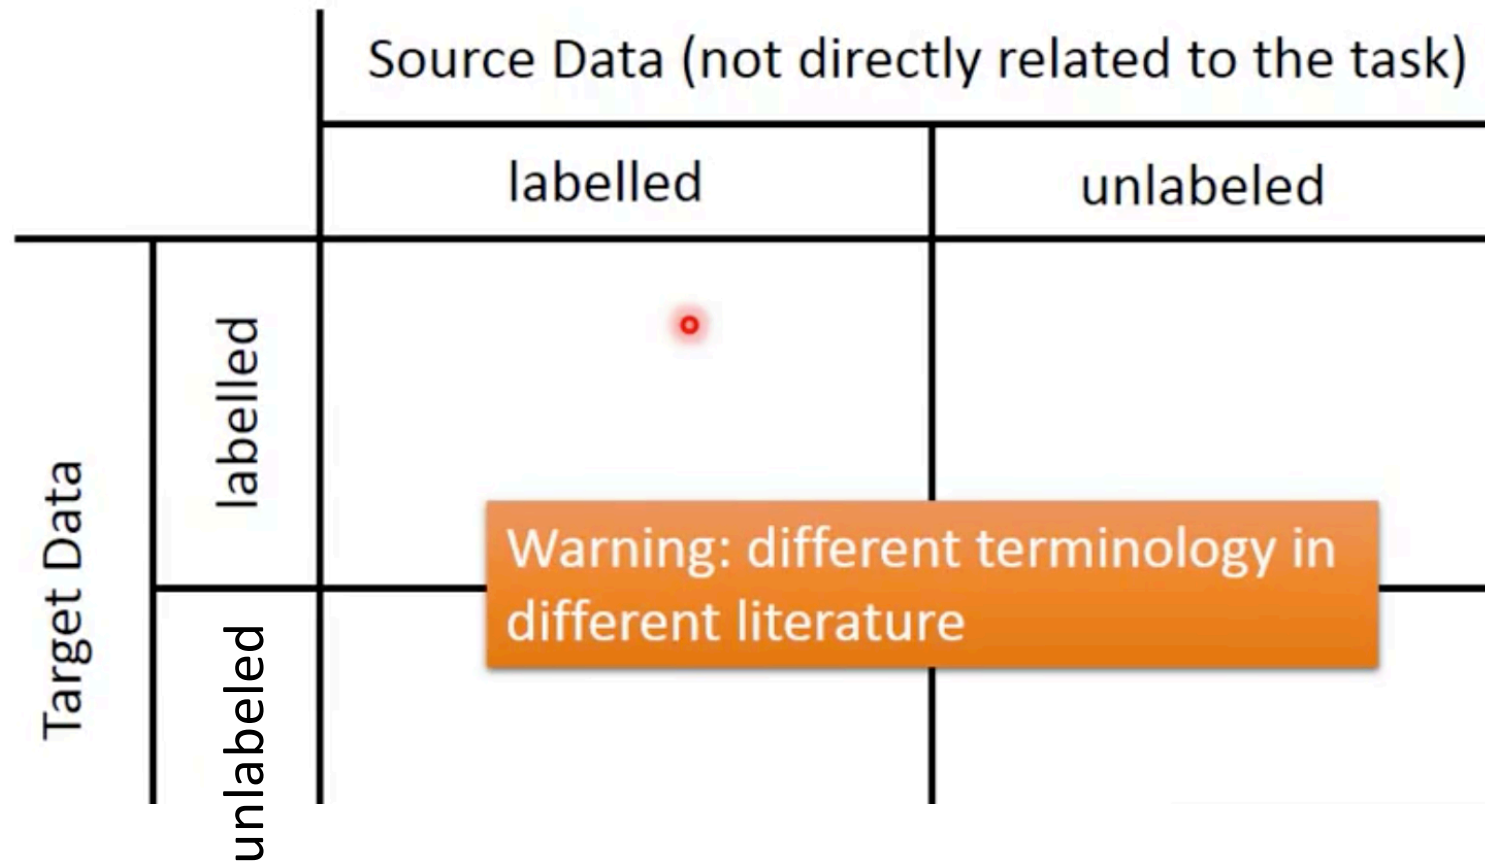 Source Data (not directly related to the task)
labelled
unlabeled
Target Data
labelled
Warning: different terminology in
different literature
unlabeled